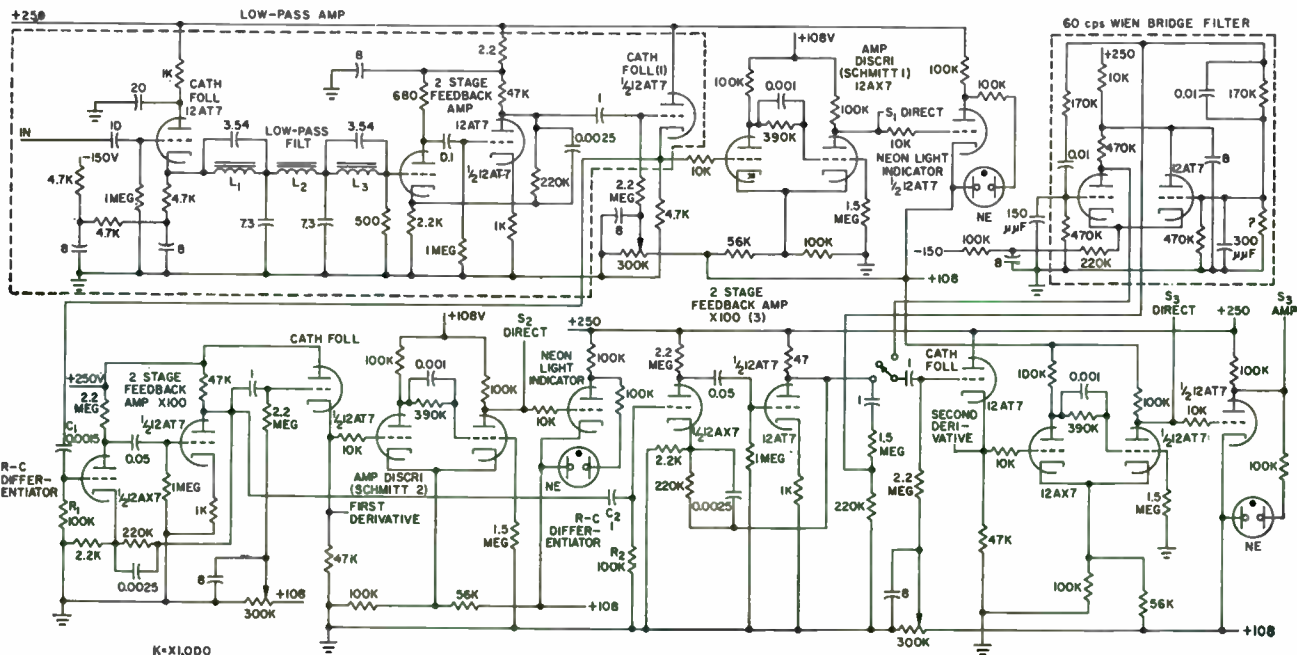 +250
LOW-PASS AMP
60 cps WIEN BRIDGE FILTER
1K
CATH
FOLL
12AT7
20
IN
-150V
4.7K
1MEG
4.7K
4.7K
8
8
3.54
LOW-PASS
FILT
3.54
L1
L2
L3
7.3
7.3
500
8
680
2 STAGE
FEEDBACK
AMP
2.2
47K
12AT7
0.1
1/2 12AT7
2.2K
1MEG
1K
220K
0.0025
1
CATH
FOLL (1)
1/2 12AT7
2.2
MEG
8
300K
4.7K
10K
+108V
100K
0.001
390K
100K
AMP
DISCRI
(SCHMITT 1)
12AX7
1.5
MEG
56K
100K
S1 DIRECT
10K
100K
100K
NEON LIGHT
INDICATOR
1/2 12AT7
NE
+108
+250
10K
170K
0.01
470K
12AT7
8
0.01
170K
150
µµF
470K
470K
300
µµF
?
-150
100K
8
220K
+250V
2 STAGE
FEEDBACK
AMP X100
2.2
MEG
C1
0.0015
R-C
DIFFER-
ENTIATOR
R1
100K
2.2K
220K
0.0025
0.05
1/2 12AX7
1/2 12AT7
47K
1MEG
1K
1
2.2
MEG
8
300K
+108
CATH FOLL
1/2 12AT7
10K
47K
FIRST
DERIVATIVE
+108V
100K
0.001
390K
100K
AMP DISCRI
(SCHMITT 2)
1.5
MEG
100K
56K
+108
S2
DIRECT
10K
NEON
LIGHT
INDICATOR
+250
100K
100K
NE
R-C
DIFFER-
ENTIATOR
C2
1
R2
100K
2 STAGE
FEEDBACK AMP
X100 (3)
2.2
MEG
0.05
1/2 12AT7
47
1/2 12AX7
12AT7
2.2K
220K
0.0025
1MEG
1K
1
1.5
MEG
220K
CATH
FOLL
1
12AT7
2.2
MEG
8
300K
SECOND
DERI-
VATIVE
10K
47K
100K
0.001
390K
100K
12AX7
1/2 12AT7
1.5
MEG
100K
56K
S3
DIRECT
+250
S3
AMP
1/2 12AT7
10K
100K
100K
NE
+108
K=X1,000